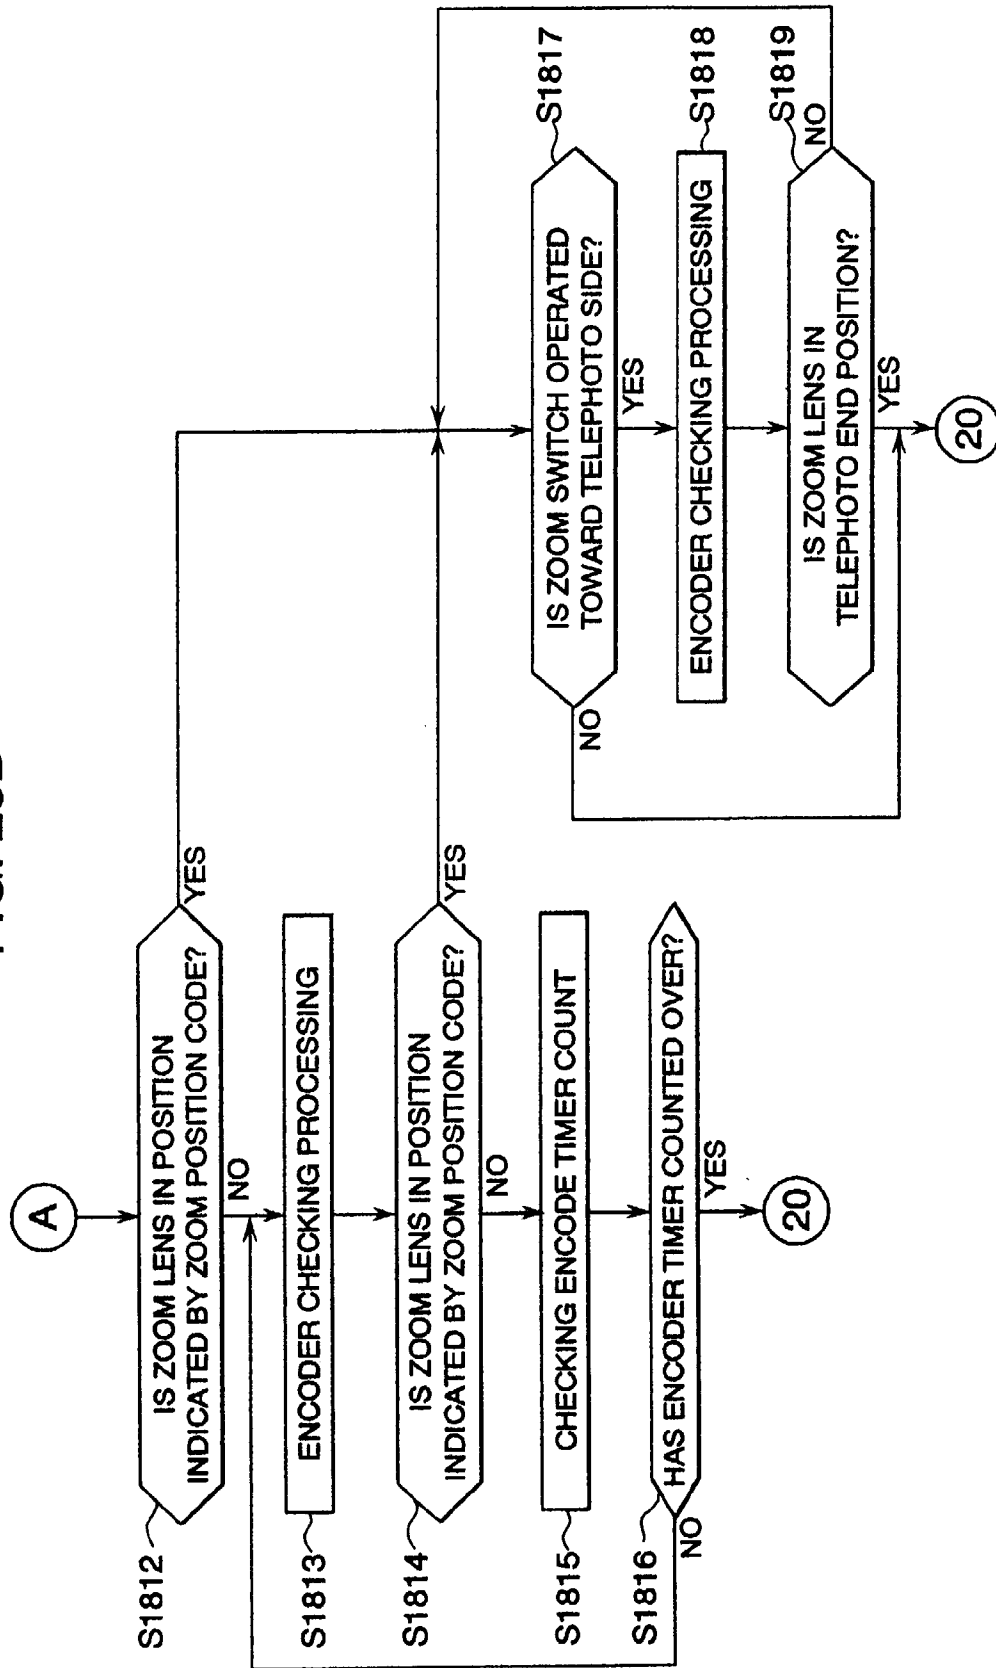 A
S1812
IS ZOOM LENS IN POSITION
INDICATED BY ZOOM POSITION CODE?
YES
NO
S1813
ENCODER CHECKING PROCESSING
S1814
IS ZOOM LENS IN POSITION
INDICATED BY ZOOM POSITION CODE?
YES
NO
S1815
CHECKING ENCODE TIMER COUNT
S1816
HAS ENCODER TIMER COUNTED OVER?
NO
YES
20
S1817
IS ZOOM SWITCH OPERATED
TOWARD TELEPHOTO SIDE?
NO
YES
S1818
ENCODER CHECKING PROCESSING
S1819
IS ZOOM LENS IN
TELEPHOTO END POSITION?
NO
YES
20